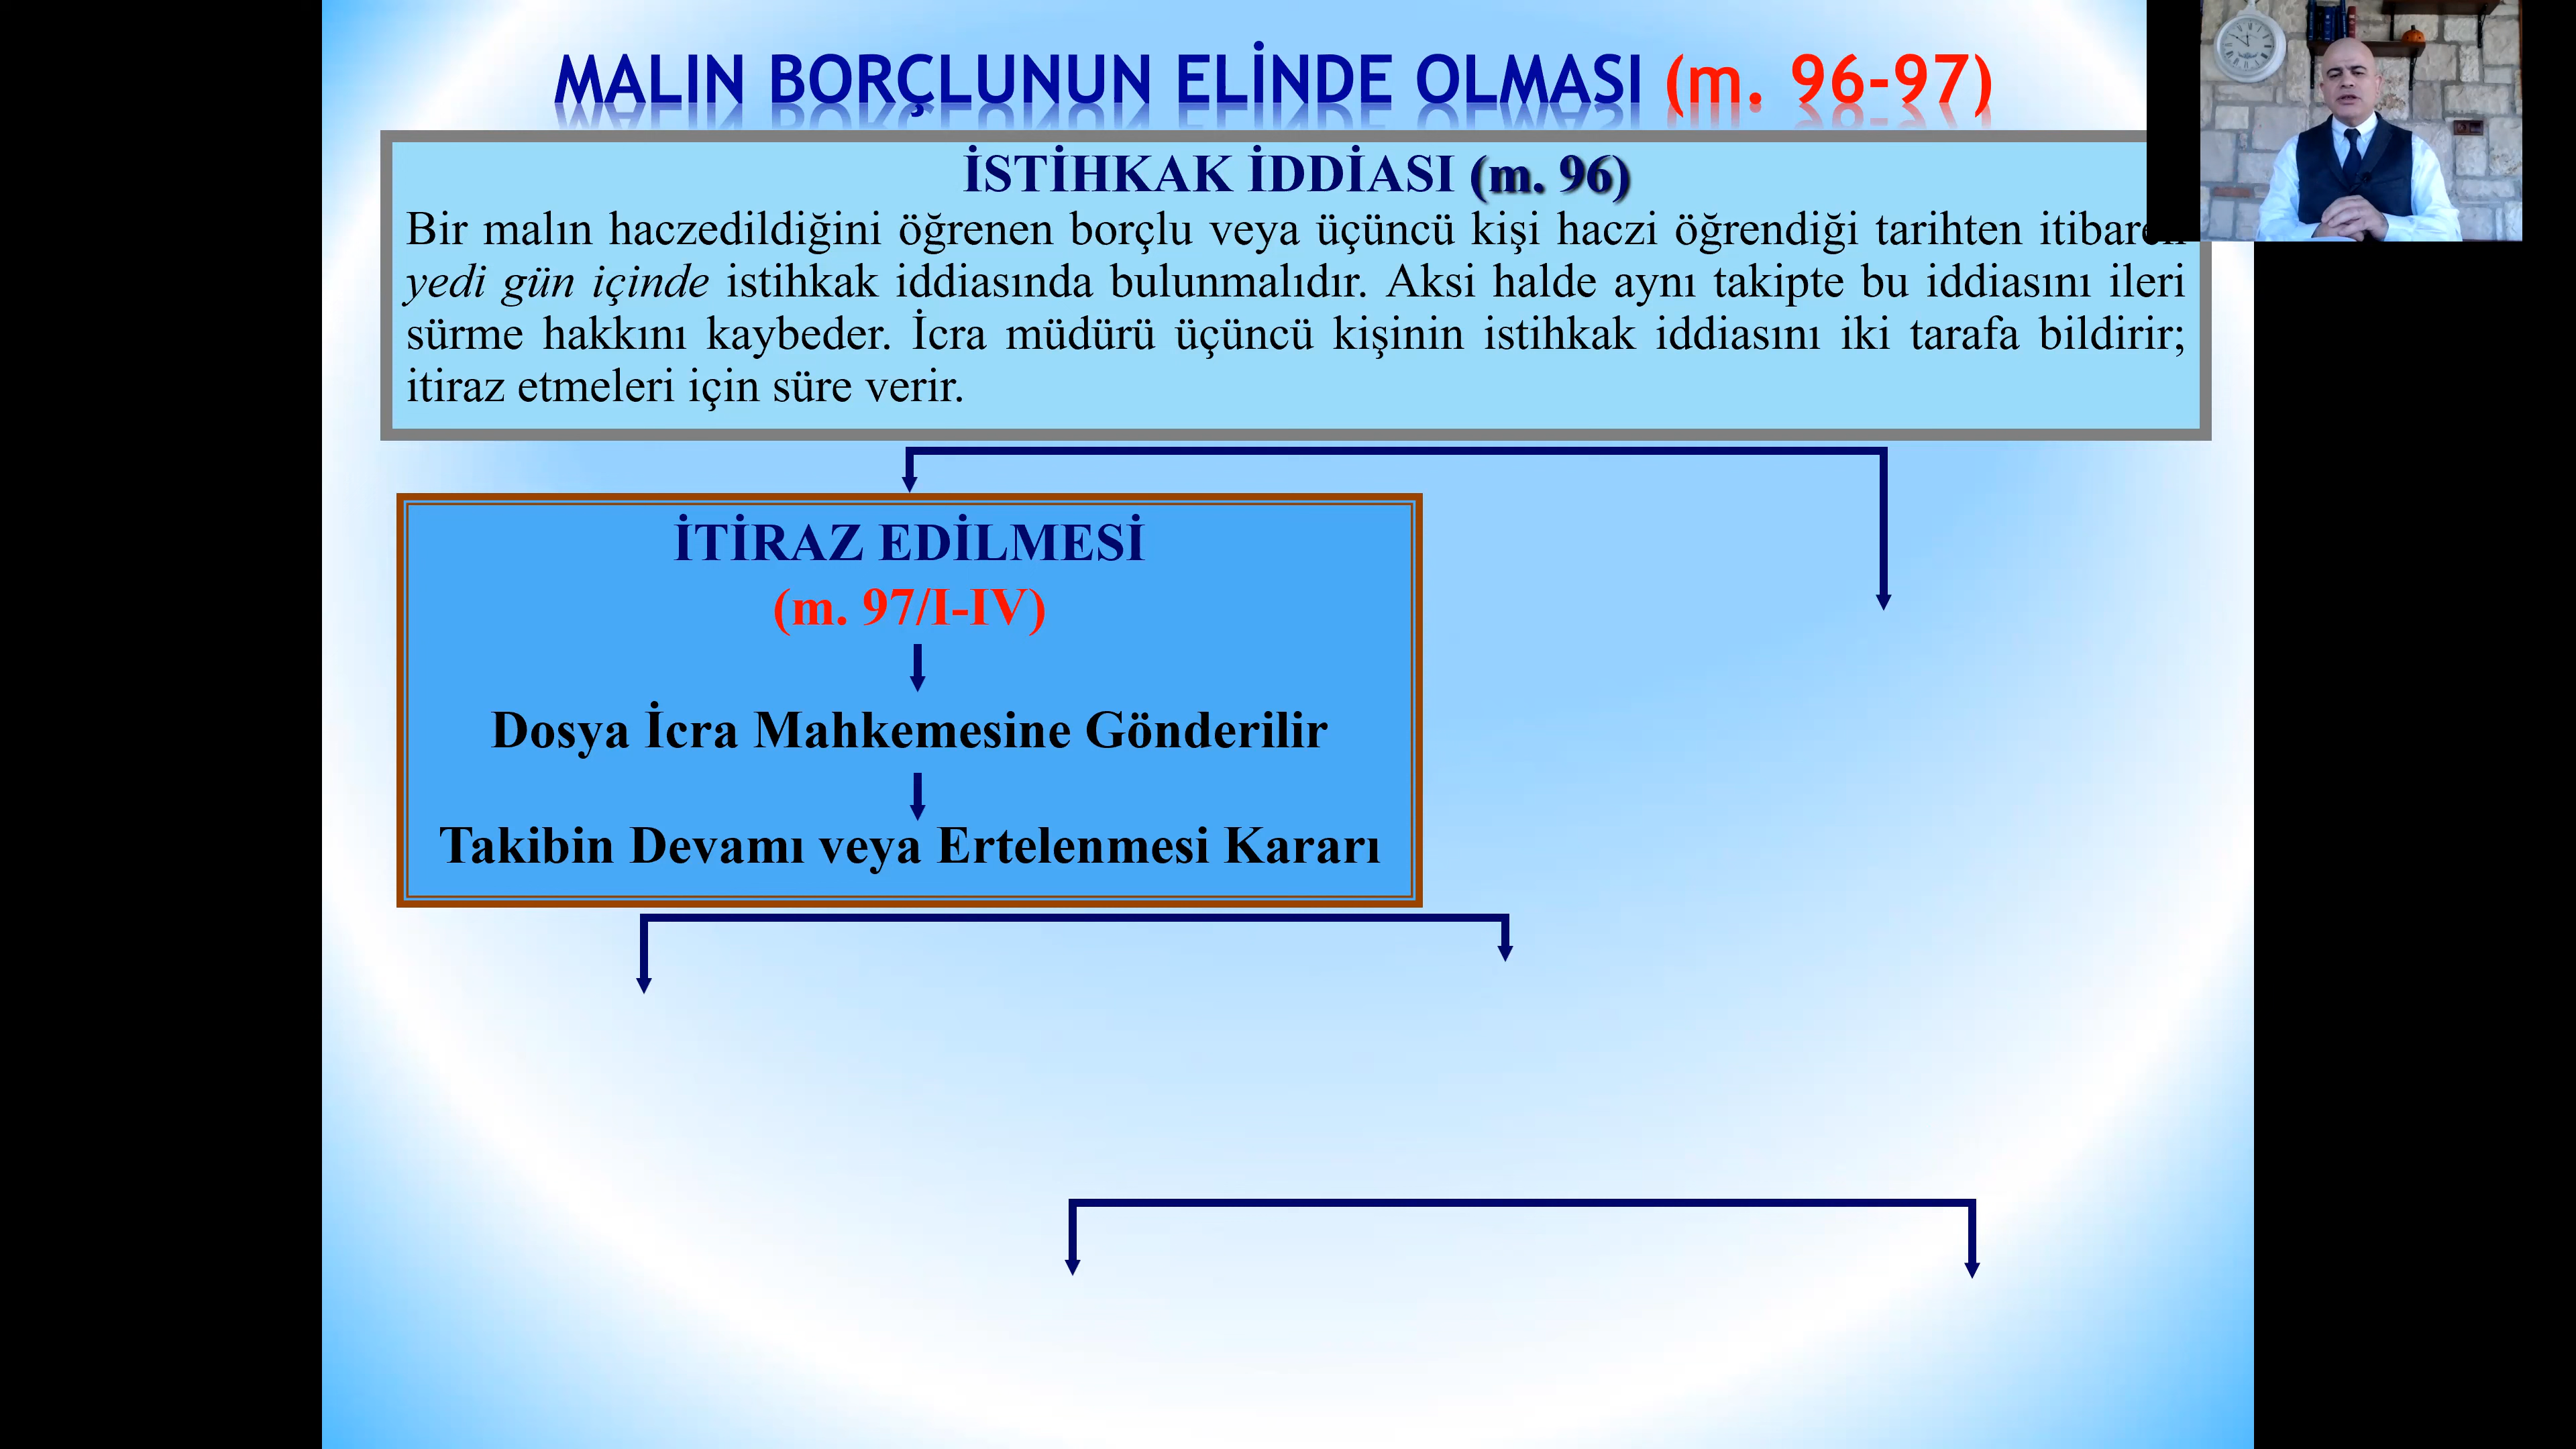 MALIN BORÇLUNUN ELİNDE OLMASI (m. 96-97)
İSTİHKAK İDDİASI (m. 96)
Bir malın haczedildiğini öğrenen borçlu veya üçüncü kişi haczi öğrendiği tarihten itibaren
yedi gün içinde istihkak iddiasında bulunmalıdır. Aksi halde aynı takipte bu iddiasını ileri
sürme hakkını kaybeder. İcra müdürü üçüncü kişinin istihkak iddiasını iki tarafa bildirir;
itiraz etmeleri için süre verir.
İTİRAZ EDİLMESİ
(m. 97/I-IV)
Dosya İcra Mahkemesine Gönderilir
Takibin Devamı veya Ertelenmesi Kararı